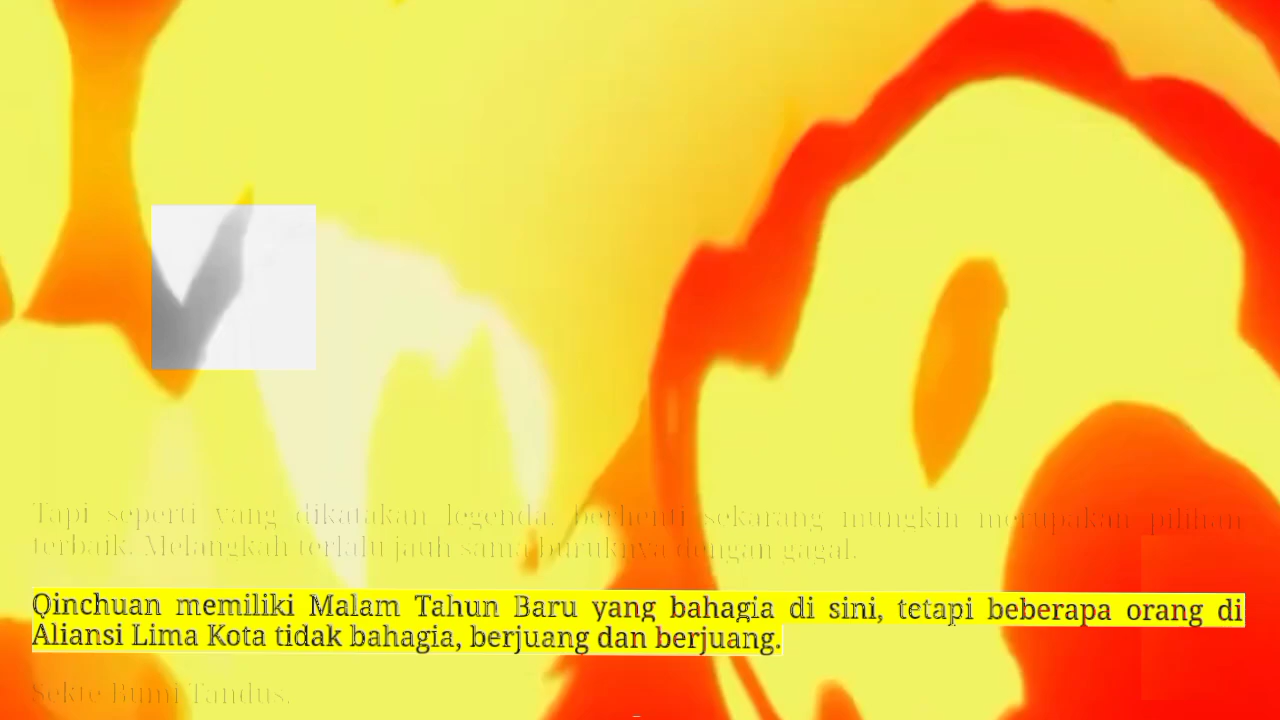 Tapi seperti yang dikatakan legenda, berhenti sekarang mungkin merupakan pilihan
terbaik. Melangkah terlalu jauh sama buruknya dengan gagal.
Qinchuan memiliki Malam Tahun Baru yang bahagia di sini, tetapi beberapa orang di
Aliansi Lima Kota tidak bahagia, berjuang dan berjuang.
Sekte Bumi Tandus,